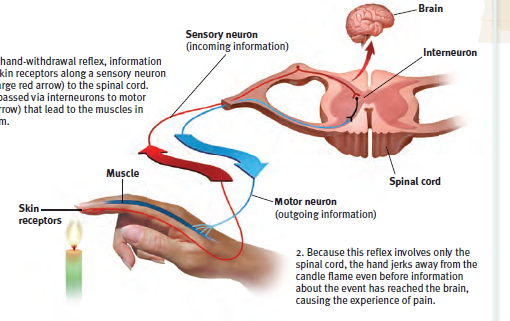 Brain
Sensory neuron
(incoming information)
Interneuron
hand-withdrawal reflex, information
kin receptors along a sensory neuron
arge red arrow) to the spinal cord.
passed via interneurons to motor
rrow) that lead to the muscles in
m.
Muscle
Spinal cord
Skin
receptors
Motor neuron
(outgoing information)
2. Because this reflex involves only the
spinal cord, the hand jerks away from the
candle flame even before information
about the event has reached the brain,
causing the experience of pain.